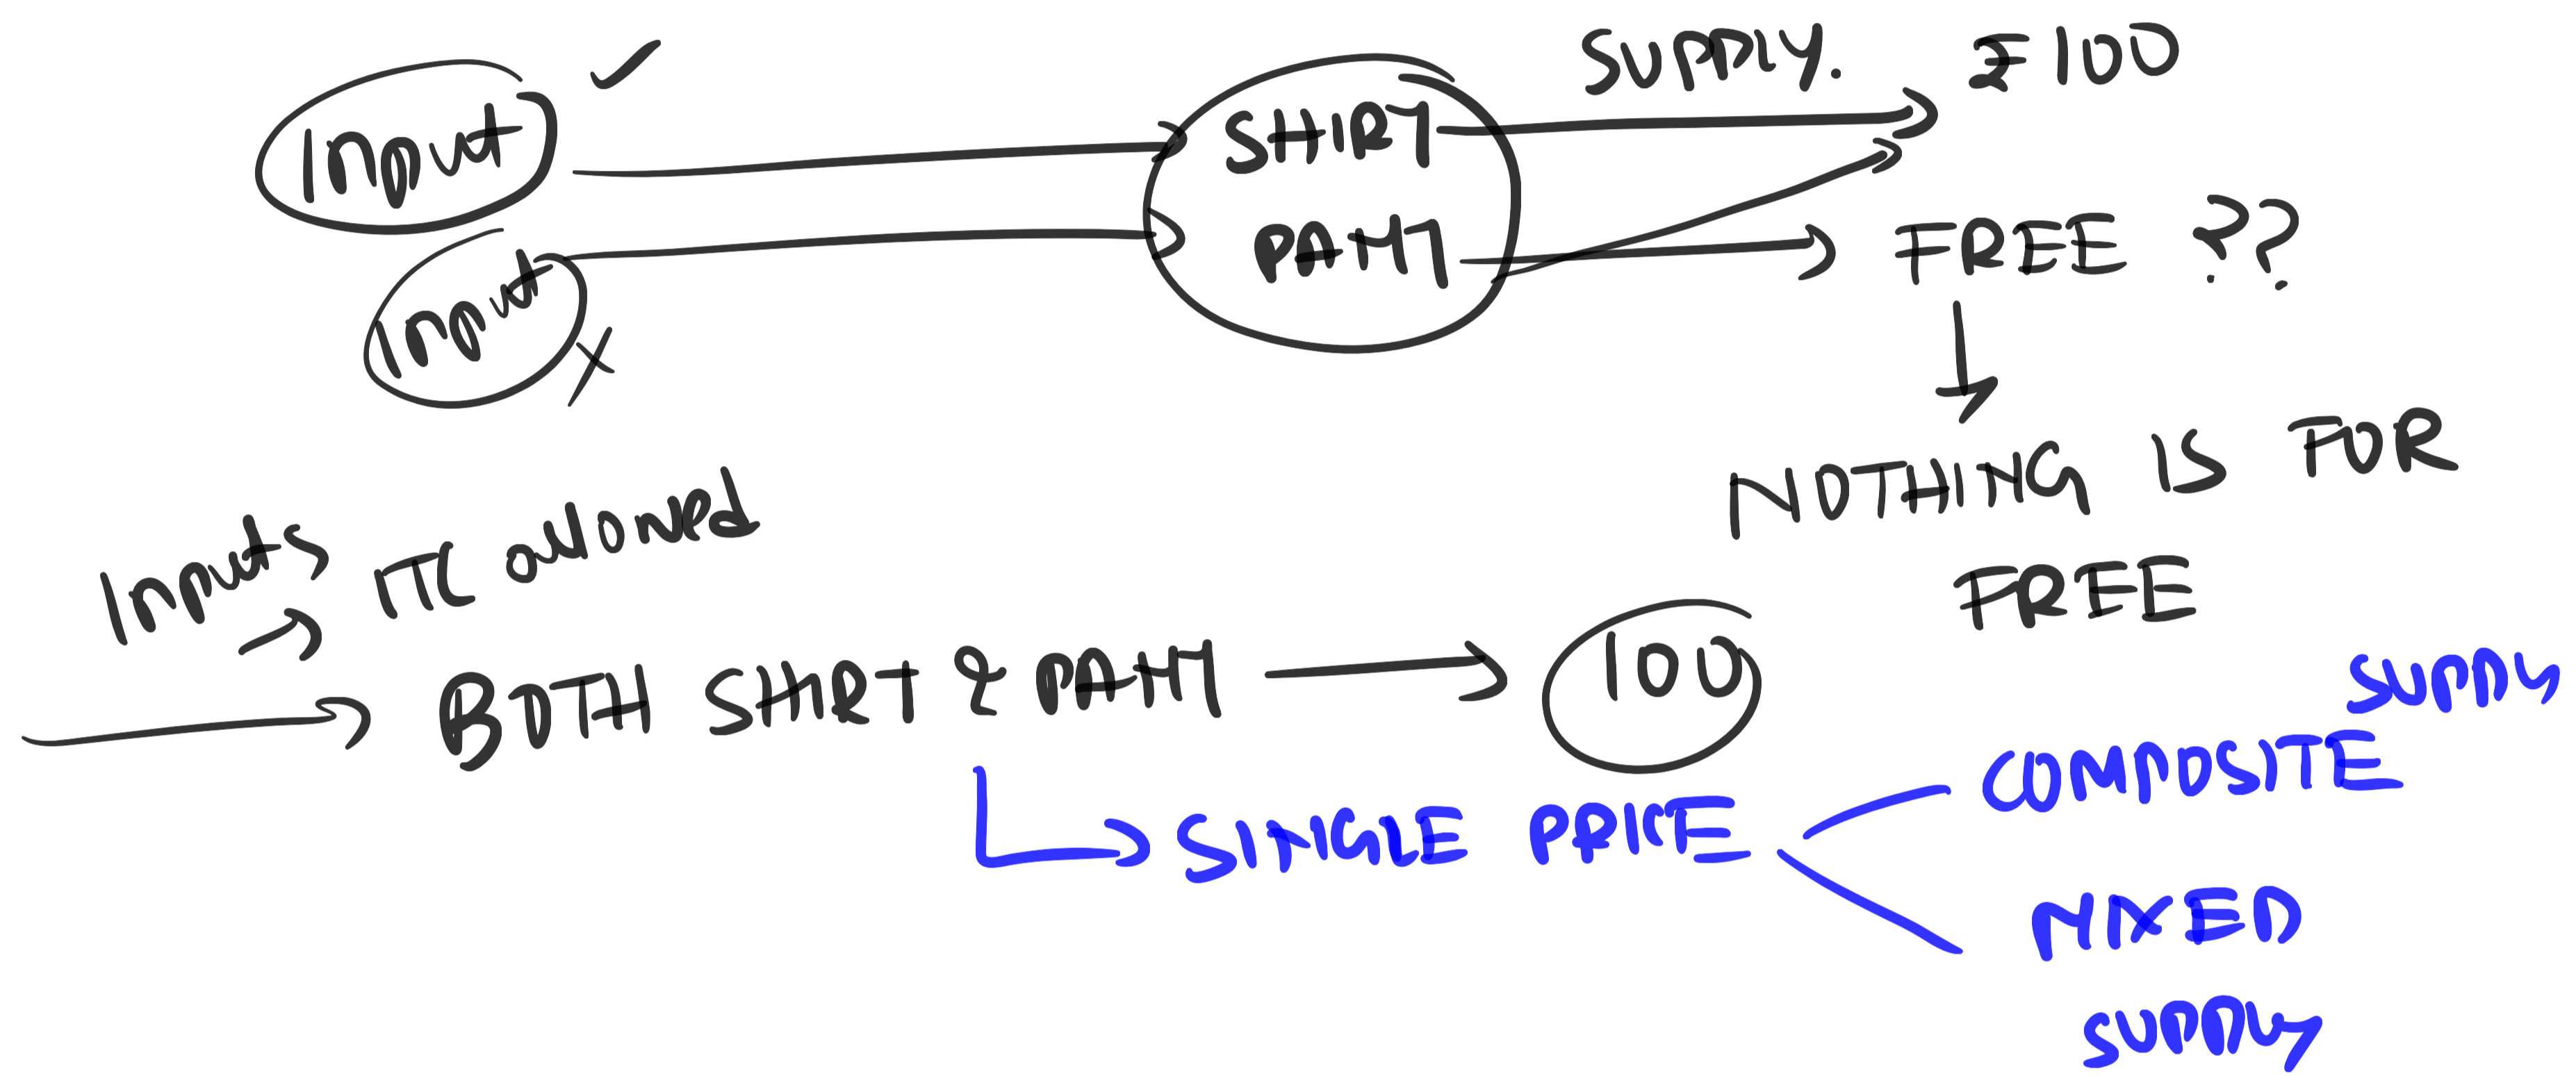 Input ✓
SHIRT
SUPPLY. ₹100
Input x
PANT
FREE ??
NOTHING IS FOR
FREE
Inputs
→ ITC allowed
→ BOTH SHIRT & PANT → 100
SINGLE PRICE
COMPOSITE SUPPLY
MIXED
SUPPLY